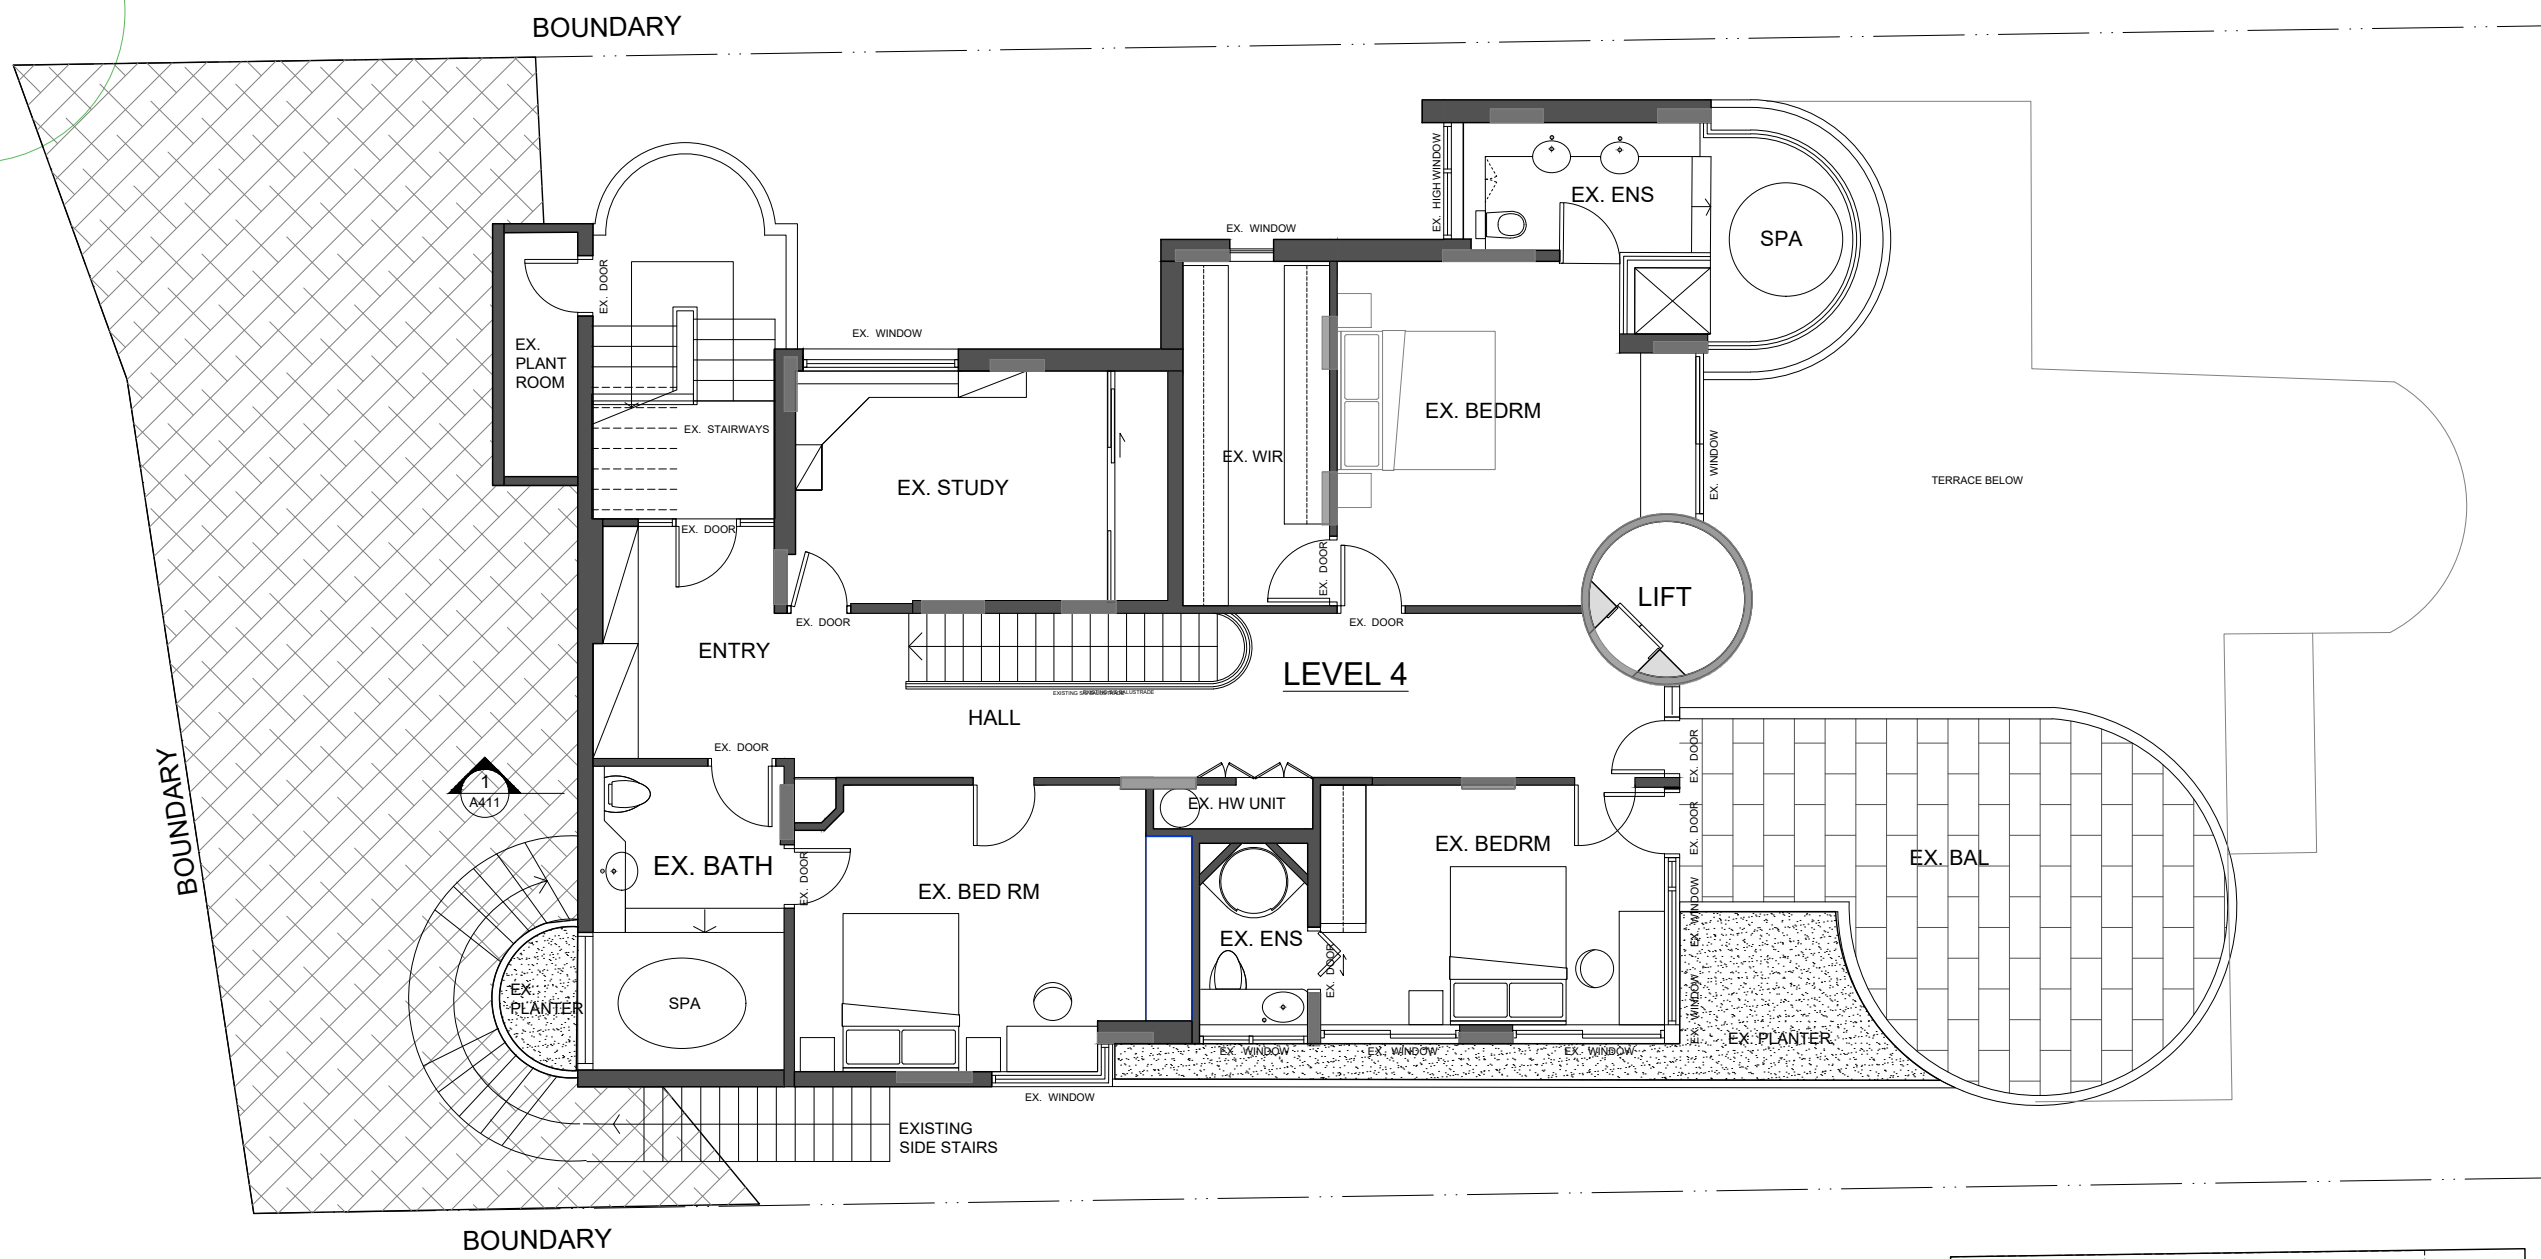 BOUNDARY
EX. HIGH WINDOW
EX. ENS
EX. WINDOW
SPA
EX. DOOR
EX. WINDOW
EX.
PLANT
ROOM
EX. BEDRM
EX. STAIRWAYS
EX. WIR
EX. WINDOW
TERRACE BELOW
EX. STUDY
EX. DOOR
EX. DOOR
LIFT
EX. DOOR
EX. DOOR
ENTRY
LEVEL 4
HALL
EX. DOOR
EX. DOOR
BOUNDARY
1
A411
EX. HW UNIT
EX. DOOR
EX. BEDRM
EX. BAL
EX. BATH
EX. DOOR
EX. BED RM
EX. WINDOW
EX. ENS
EX. DOOR
EX
PLANTER
SPA
EX. WINDOW
EX PLANTER
EX. WINDOW
EX. WINDOW
EX. WINDOW
EX. WINDOW
EXISTING
SIDE STAIRS
BOUNDARY